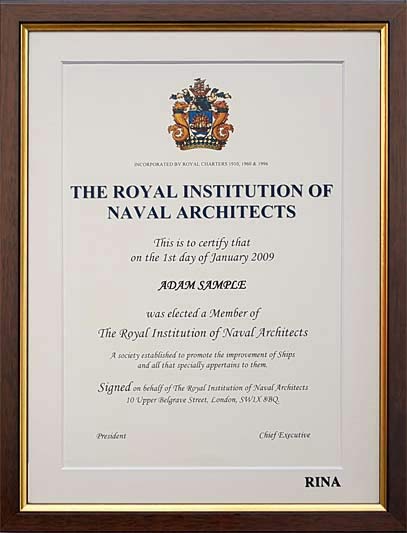 INCORPORATED BY ROYAL CHARTERS 1910, 1960 & 1996
THE ROYAL INSTITUTION OF
NAVAL ARCHITECTS
This is to certify that
on the 1st day of January 2009
ADAM SAMPLE
was elected a Member of
The Royal Institution of Naval Architects
A society established to promote the improvement of Ships
and all that specially appertains to them.
Signed on behalf of The Royal Institution of Naval Architects
10 Upper Belgrave Street, London, SW1X 8BQ.
President Chief Executive
RINA